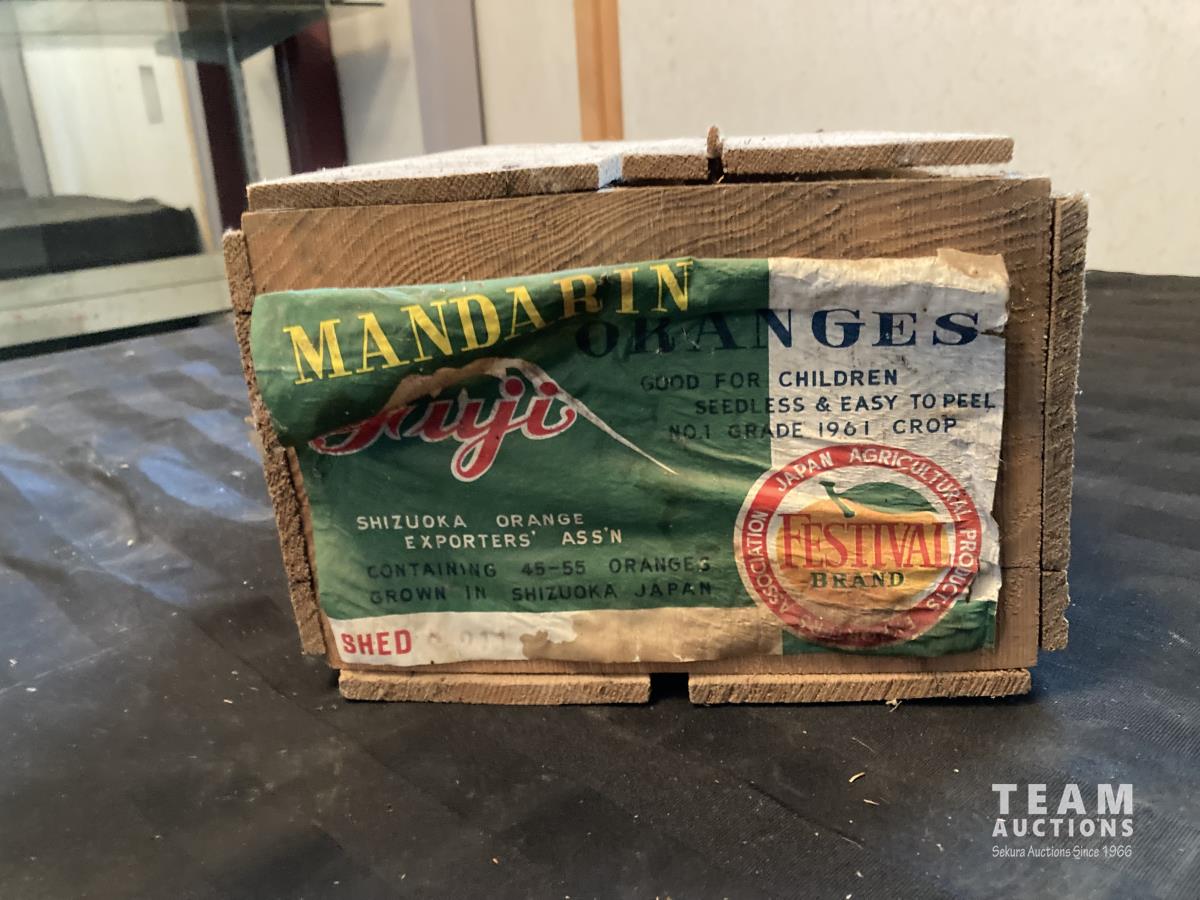 MANDARIN
ORANGES
Fuji
GOOD FOR CHILDREN
SEEDLESS & EASY TO PEEL
NO.1 GRADE 1961 CROP
SHIZUOKA ORANGE
EXPORTERS' ASS'N
CONTAINING 45-55 ORANGES
GROWN IN SHIZUOKA JAPAN
JAPAN AGRICULTURAL PRODUCTS
ASSOCIATION
FESTIVAL
BRAND
SHED
TEAM
AUCTIONS
Sekura Auctions Since 1966